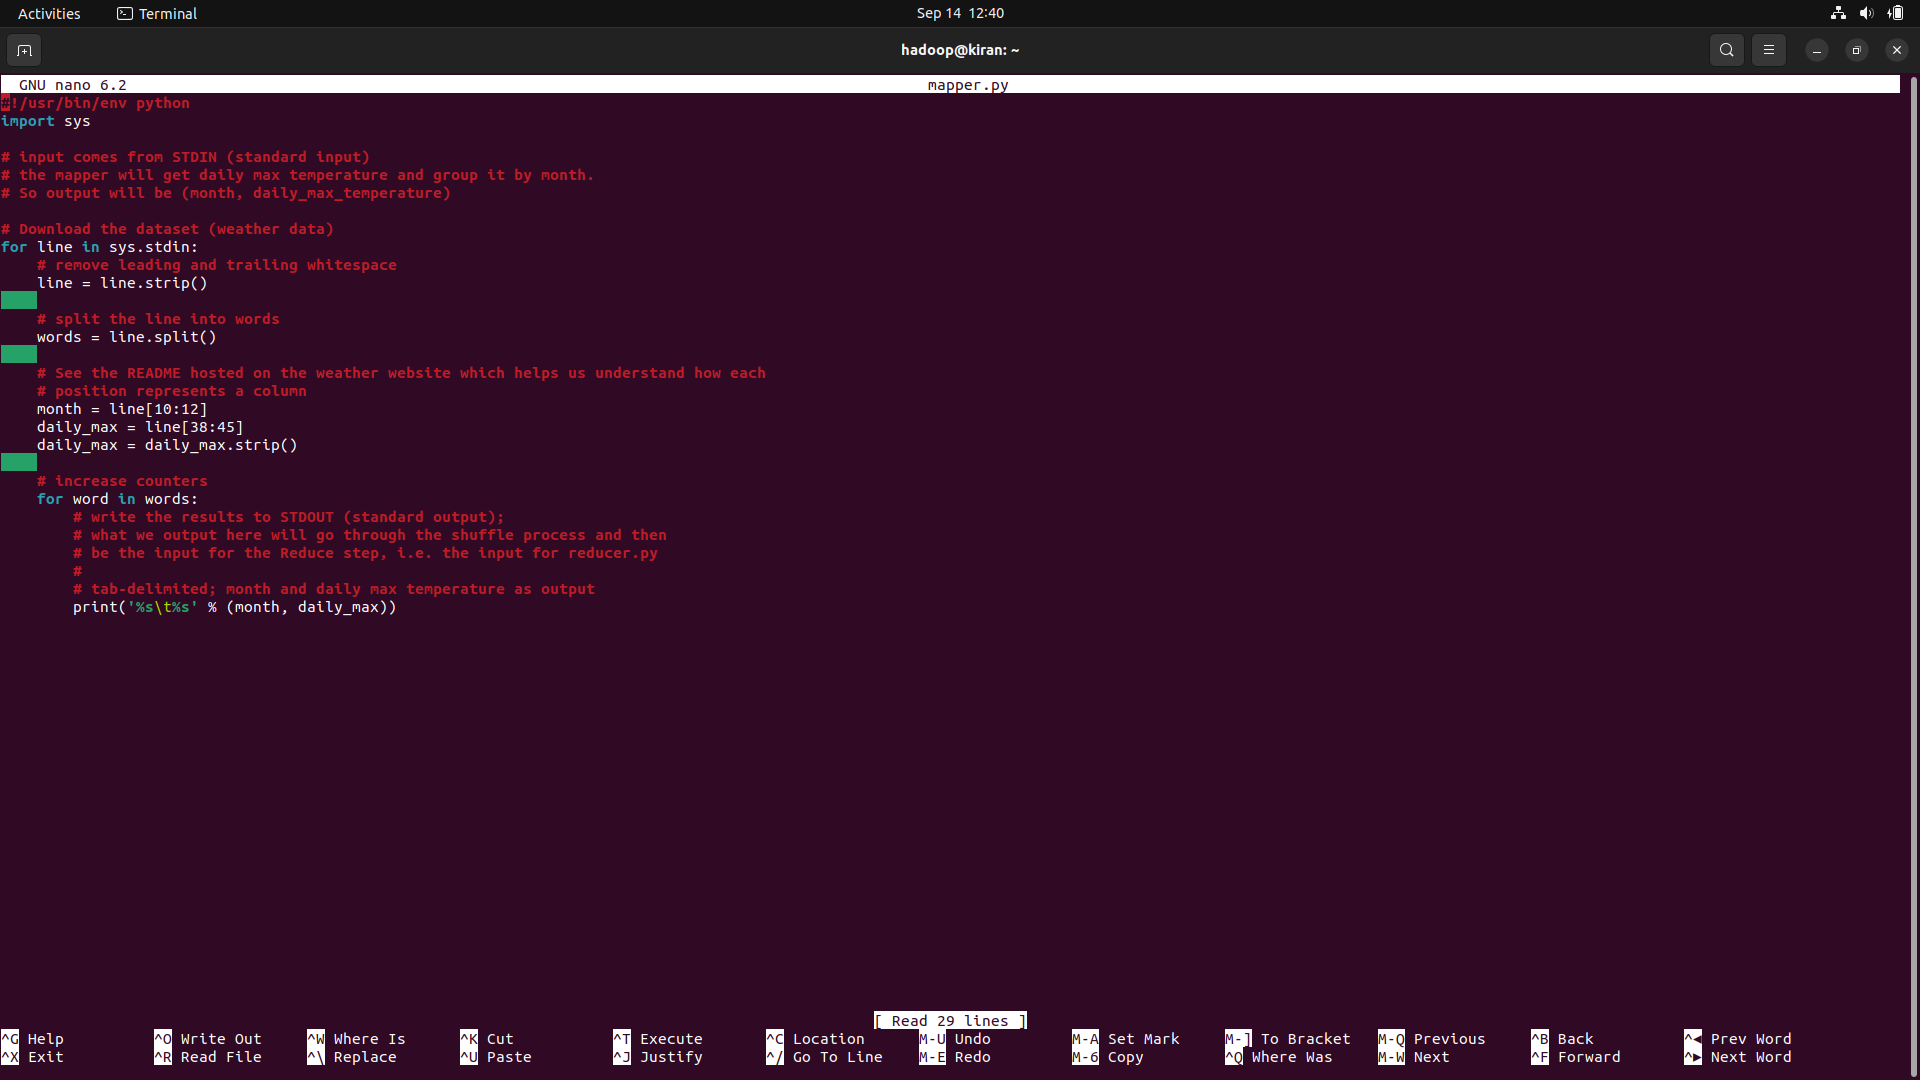 Activities Terminal Sep 14 12:40
hadoop@kiran: ~
GNU nano 6.2 mapper.py
#!/usr/bin/env python
import sys

# input comes from STDIN (standard input)
# the mapper will get daily max temperature and group it by month.
# So output will be (month, daily_max_temperature)

# Download the dataset (weather data)
for line in sys.stdin:
    # remove leading and trailing whitespace
    line = line.strip()

    # split the line into words
    words = line.split()

    # See the README hosted on the weather website which helps us understand how each
    # position represents a column
    month = line[10:12]
    daily_max = line[38:45]
    daily_max = daily_max.strip()

    # increase counters
    for word in words:
        # write the results to STDOUT (standard output);
        # what we output here will go through the shuffle process and then
        # be the input for the Reduce step, i.e. the input for reducer.py
        #
        # tab-delimited; month and daily max temperature as output
        print('%s\t%s' % (month, daily_max))
[ Read 29 lines ]
^G Help ^O Write Out ^W Where Is ^K Cut ^T Execute ^C Location M-U Undo M-A Set Mark M-] To Bracket M-Q Previous ^B Back ^◀ Prev Word
^X Exit ^R Read File ^\ Replace ^U Paste ^J Justify ^/ Go To Line M-E Redo M-6 Copy ^Q Where Was M-W Next ^F Forward ^▶ Next Word